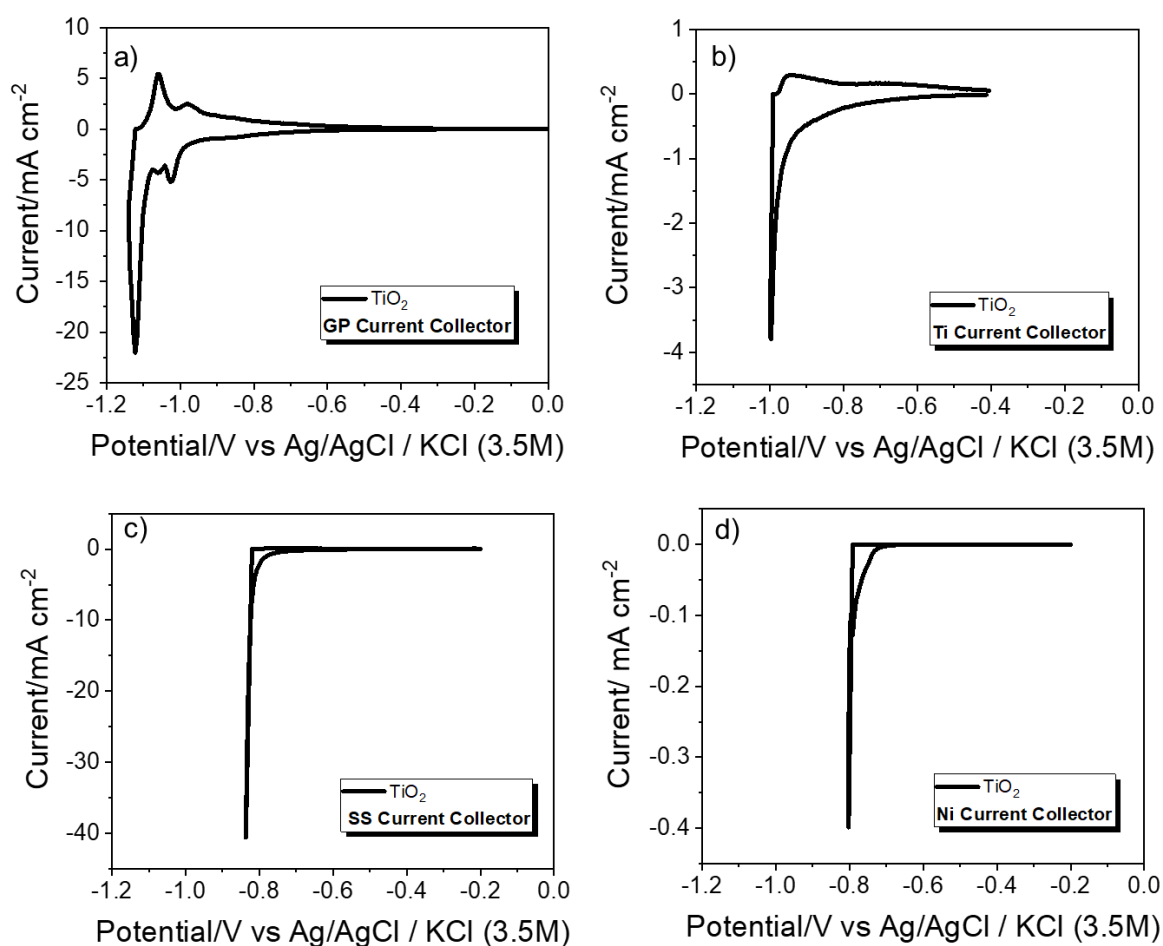 a)
Current/mA cm-2
10
5
0
-5
-10
-15
-20
-25
TiO2
GP Current Collector
-1.2 -1.0 -0.8 -0.6 -0.4 -0.2 0.0
Potential/V vs Ag/AgCl / KCl (3.5M)
b)
Current/mA cm-2
1
0
-1
-2
-3
-4
TiO2
Ti Current Collector
-1.2 -1.0 -0.8 -0.6 -0.4 -0.2 0.0
Potential/V vs Ag/AgCl / KCl (3.5M)
c)
Current/mA cm-2
0
-10
-20
-30
-40
TiO2
SS Current Collector
-1.2 -1.0 -0.8 -0.6 -0.4 -0.2 0.0
Potential/V vs Ag/AgCl / KCl (3.5M)
d)
Current/ mA cm-2
0.0
-0.1
-0.2
-0.3
-0.4
TiO2
Ni Current Collector
-1.2 -1.0 -0.8 -0.6 -0.4 -0.2 0.0
Potential/V vs Ag/AgCl / KCl (3.5M)